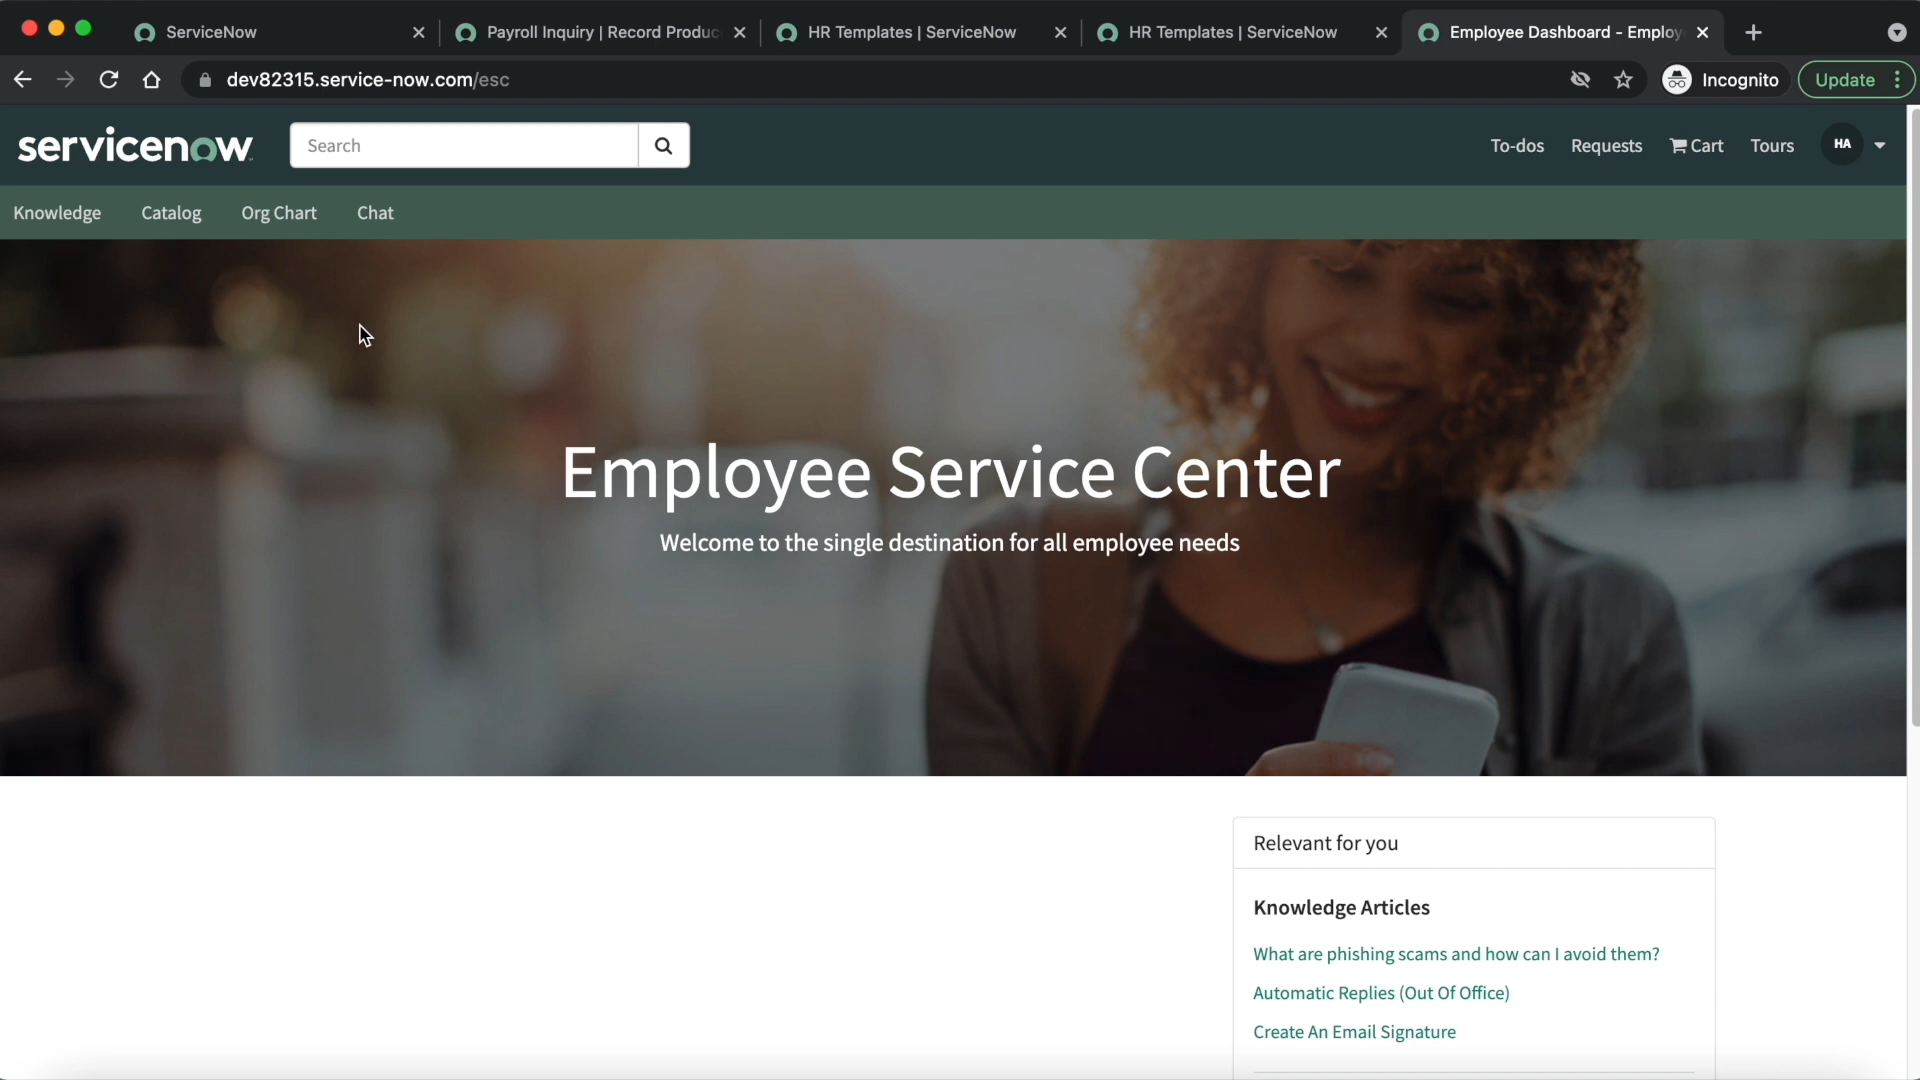 ServiceNow
Payroll Inquiry | Record Produc
HR Templates | ServiceNow
HR Templates | ServiceNow
Employee Dashboard - Employ
dev82315.service-now.com/esc
Incognito
Update
servicenow
Search
To-dos
Requests
Cart
Tours
HA
Knowledge
Catalog
Org Chart
Chat
Employee Service Center
Welcome to the single destination for all employee needs
Relevant for you
Knowledge Articles
What are phishing scams and how can I avoid them?
Automatic Replies (Out Of Office)
Create An Email Signature